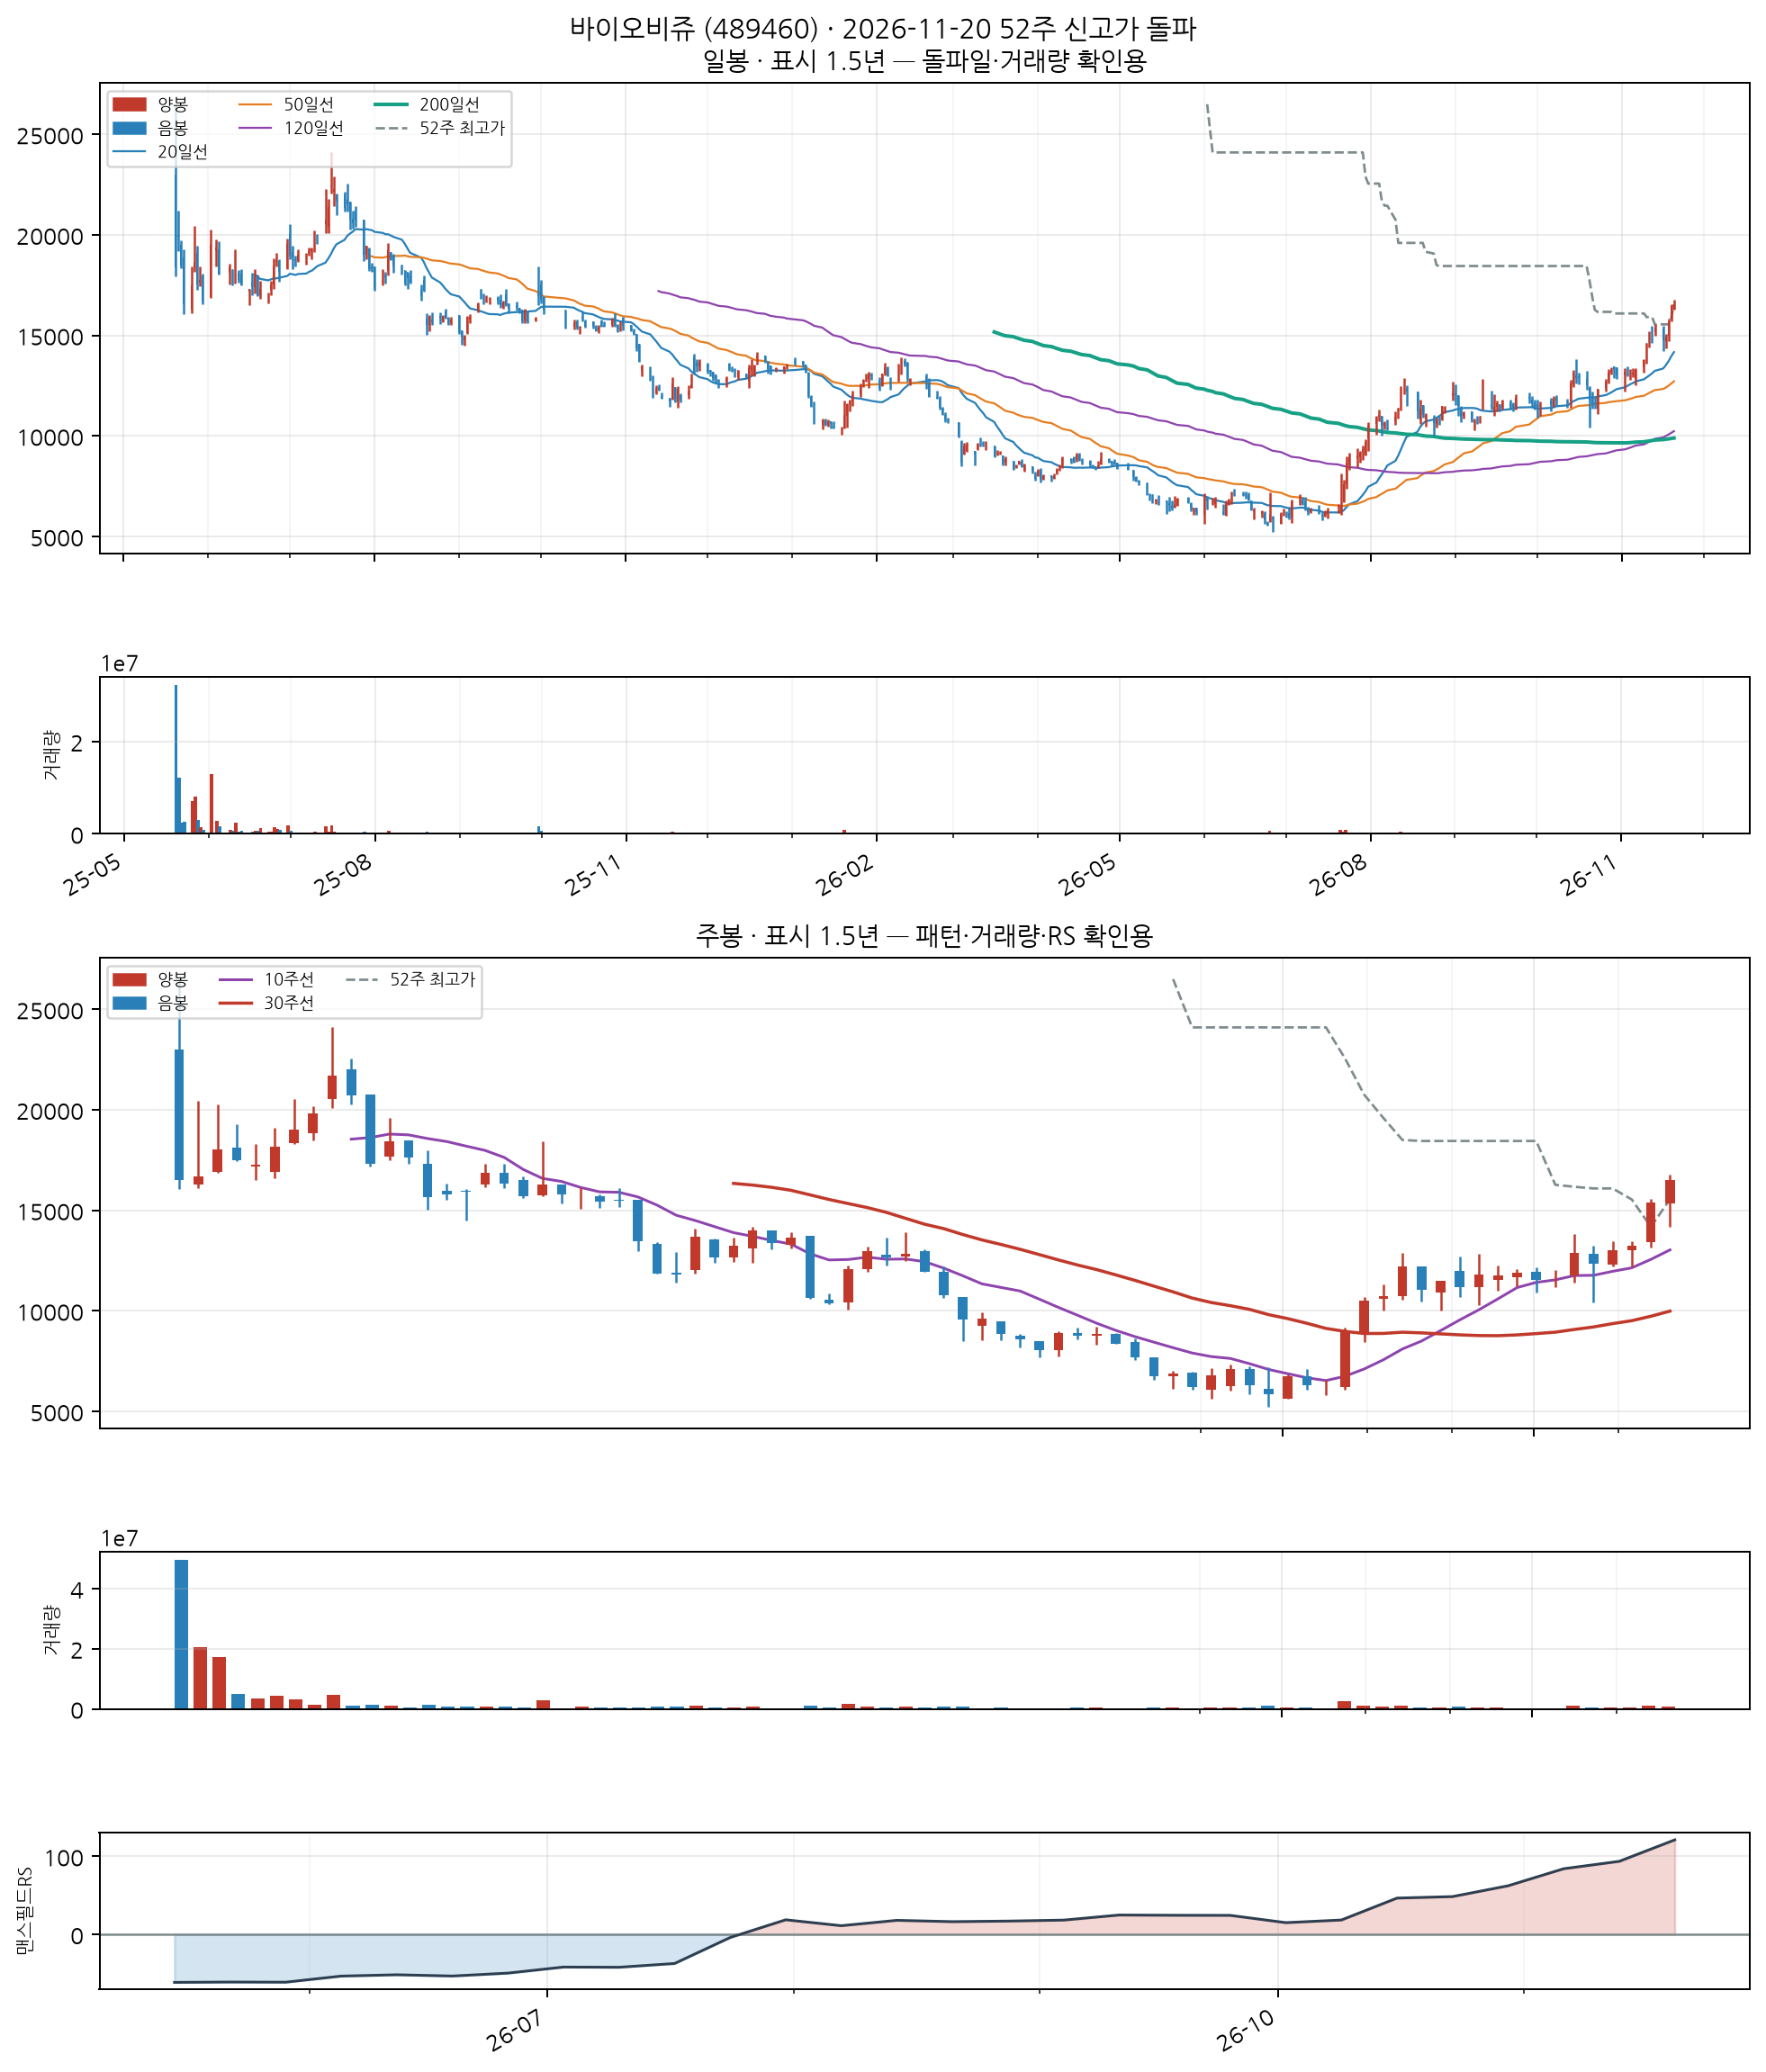 바이오비쥬 (489460) · 2026-11-20 52주 신고가 돌파
일봉 · 표시 1.5년 — 돌파일·거래량 확인용
양봉
음봉
20일선
50일선
120일선
200일선
52주 최고가
25000
20000
15000
10000
5000
1e7
거래량
2
0
25-05
25-08
25-11
26-02
26-05
26-08
26-11
주봉 · 표시 1.5년 — 패턴·거래량·RS 확인용
양봉
음봉
10주선
30주선
52주 최고가
25000
20000
15000
10000
5000
1e7
거래량
4
2
0
맨스필드RS
100
0
26-07
26-10